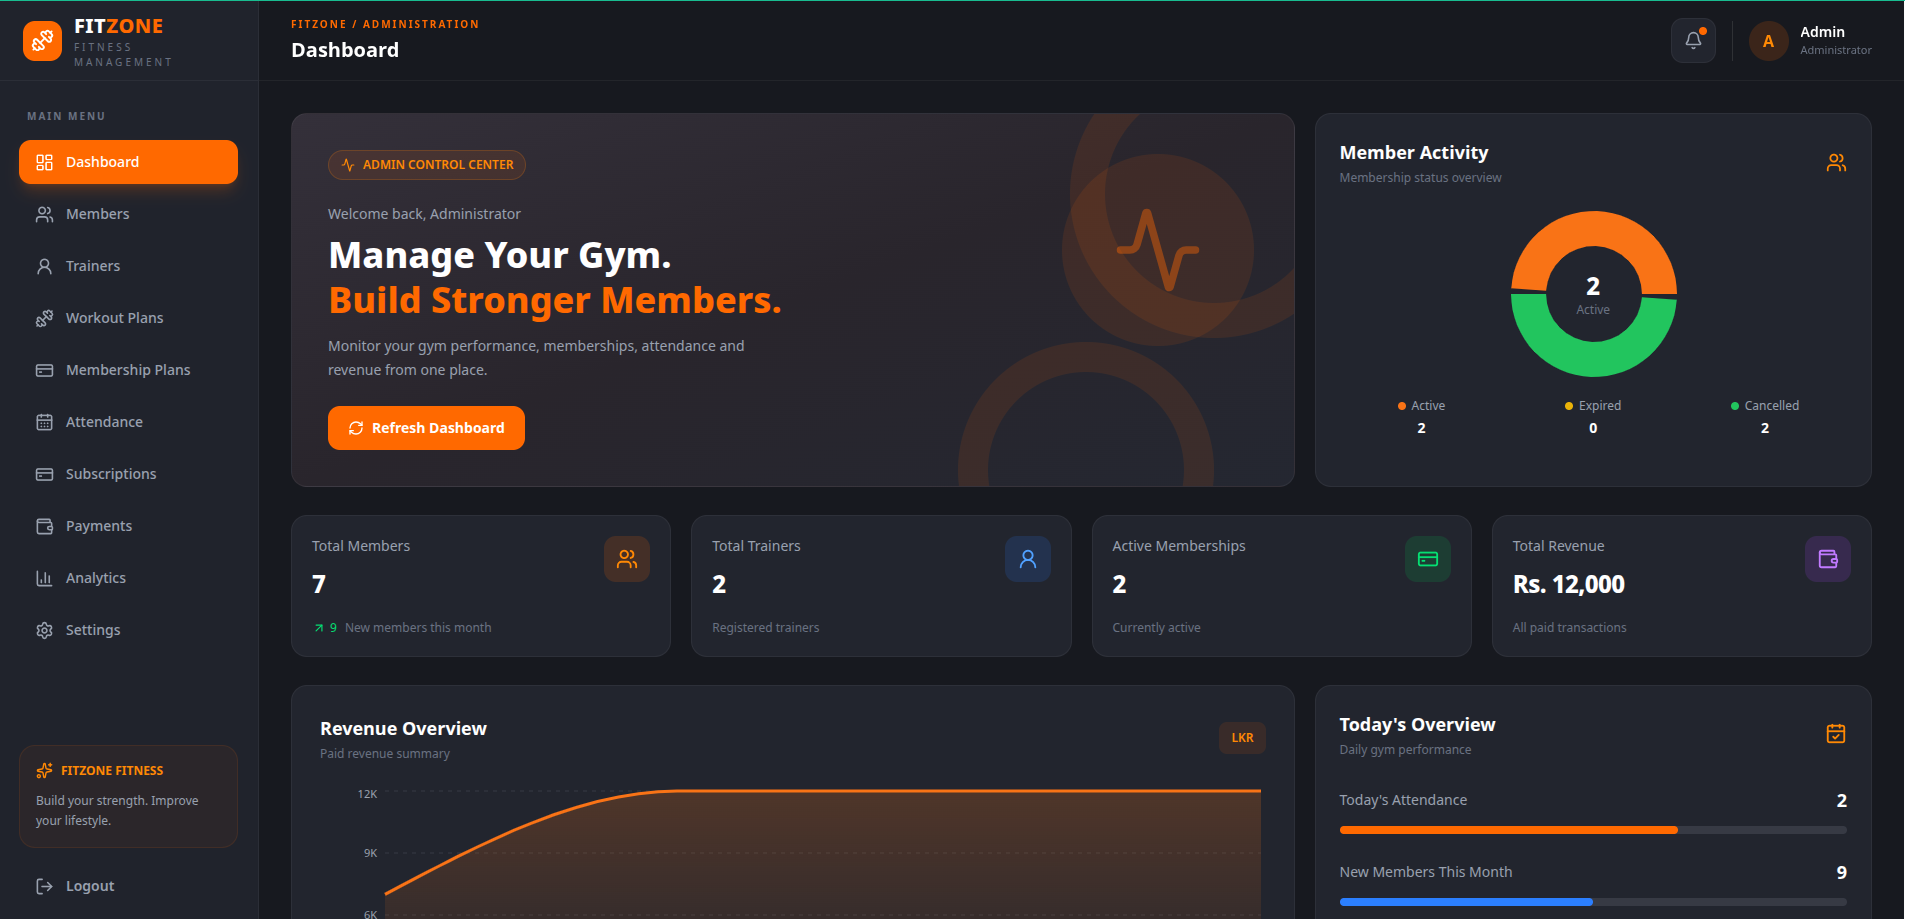 FITZONE
FITNESS
MANAGEMENT
MAIN MENU
Dashboard
Members
Trainers
Workout Plans
Membership Plans
Attendance
Subscriptions
Payments
Analytics
Settings
FITZONE FITNESS
Build your strength. Improve
your lifestyle.
Logout
FITZONE / ADMINISTRATION
Dashboard
A
Admin
Administrator
ADMIN CONTROL CENTER
Welcome back, Administrator
Manage Your Gym.
Build Stronger Members.
Monitor your gym performance, memberships, attendance and
revenue from one place.
Refresh Dashboard
Member Activity
Membership status overview
2
Active
Active
2
Expired
0
Cancelled
2
Total Members
7
9 New members this month
Total Trainers
2
Registered trainers
Active Memberships
2
Currently active
Total Revenue
Rs. 12,000
All paid transactions
Revenue Overview
Paid revenue summary
LKR
12K
9K
6K
Today's Overview
Daily gym performance
Today's Attendance 2
New Members This Month 9